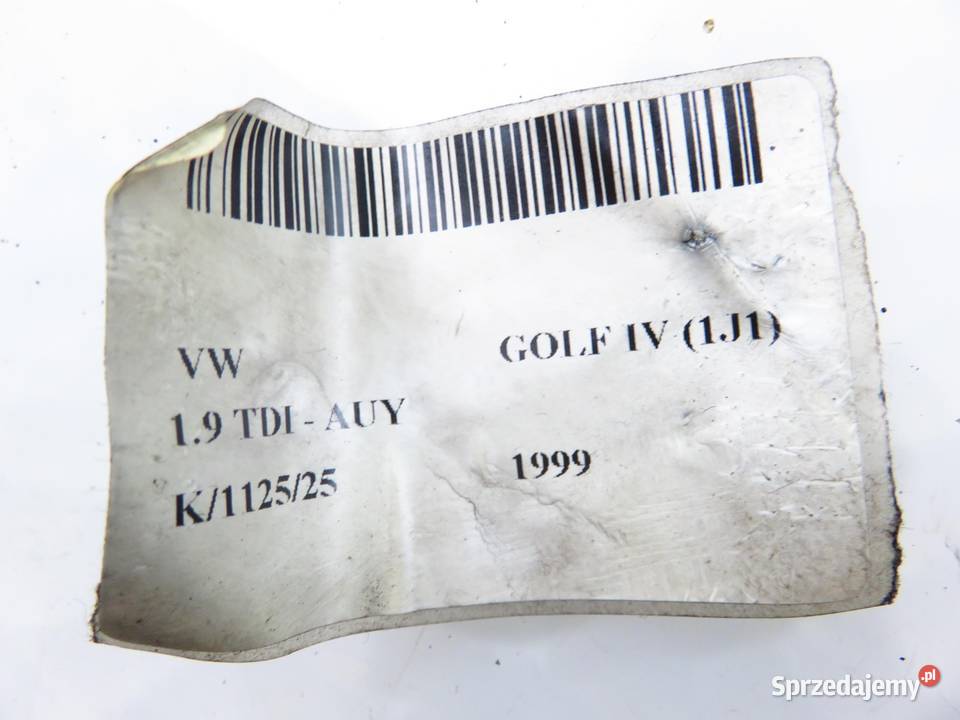 VW GOLF IV (1J1)
1.9 TDI - AUY
K/1125/25 1999
Sprzedajemy.pl